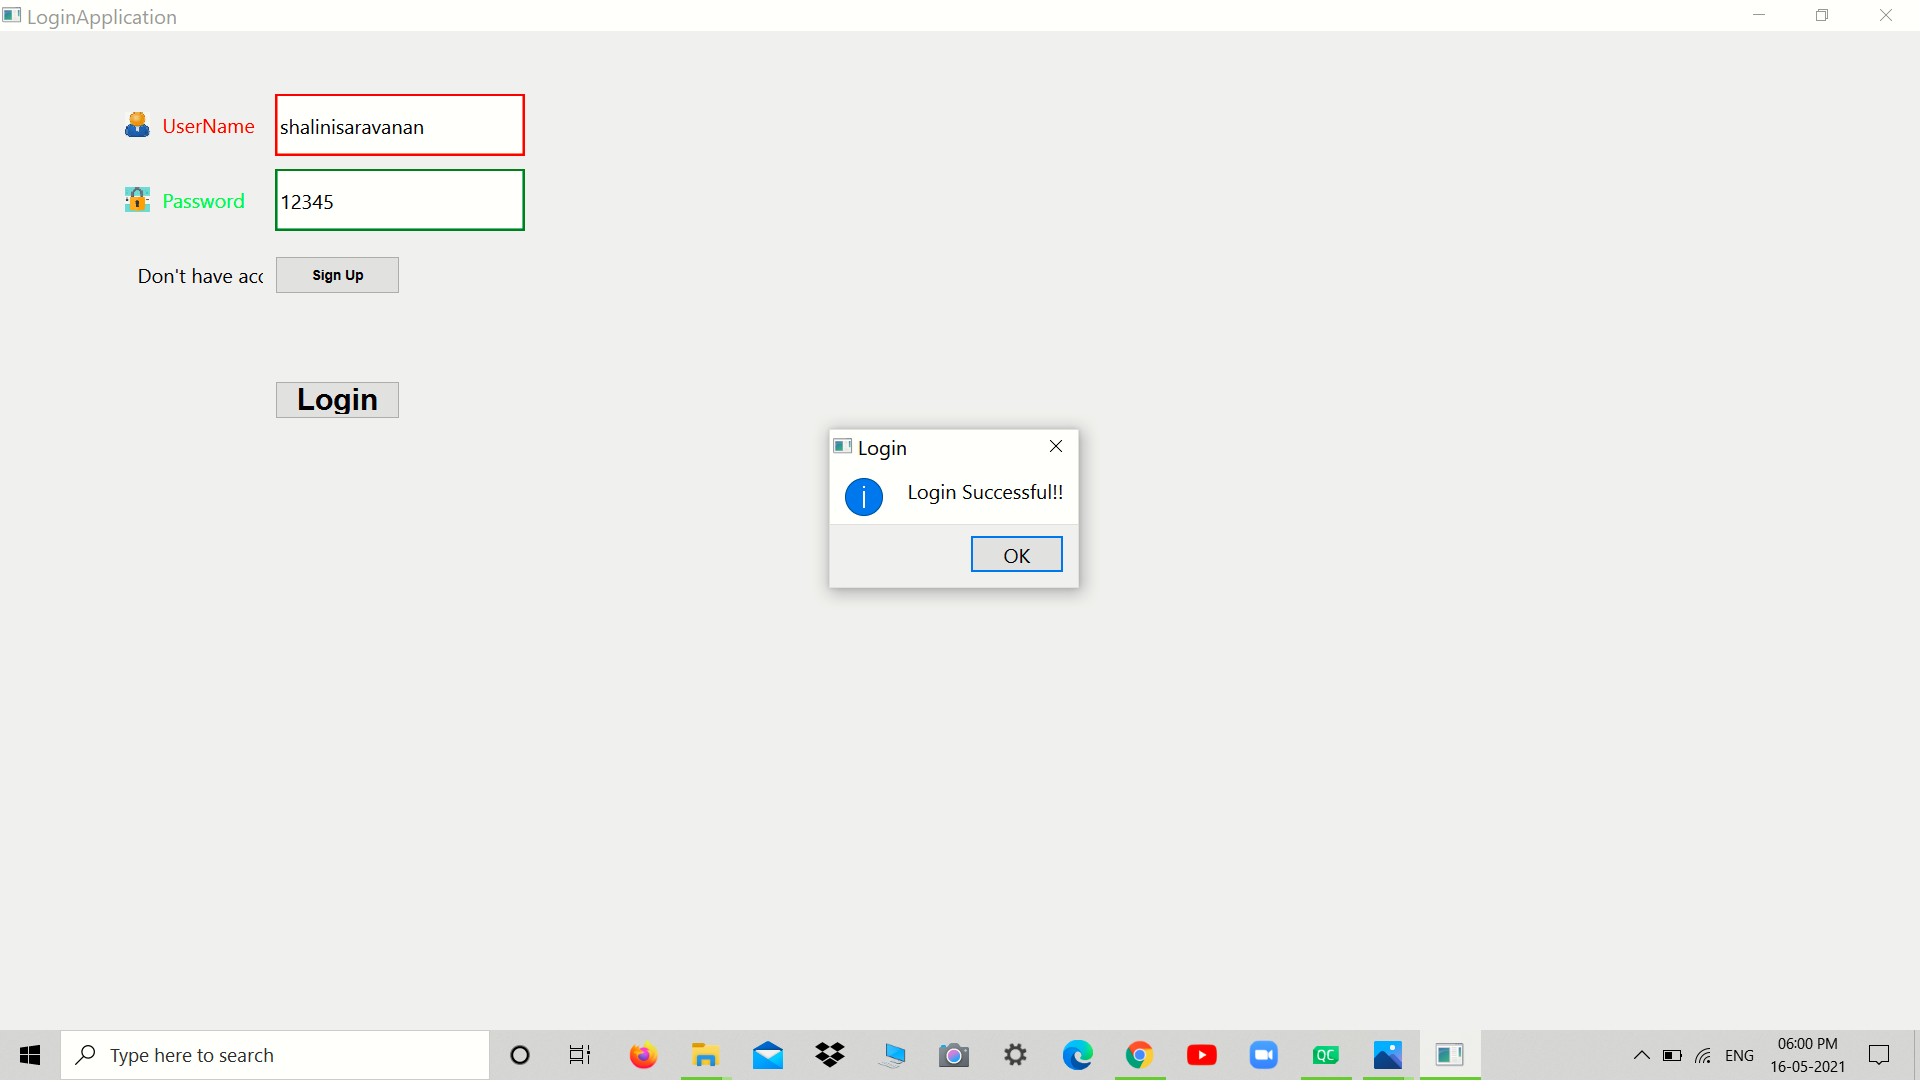 LoginApplication
UserName
shalinisaravanan
Password
12345
Don't have acc
Sign Up
Login
Login
Login Successful!!
OK
Type here to search
QC
ENG
06:00 PM
16-05-2021